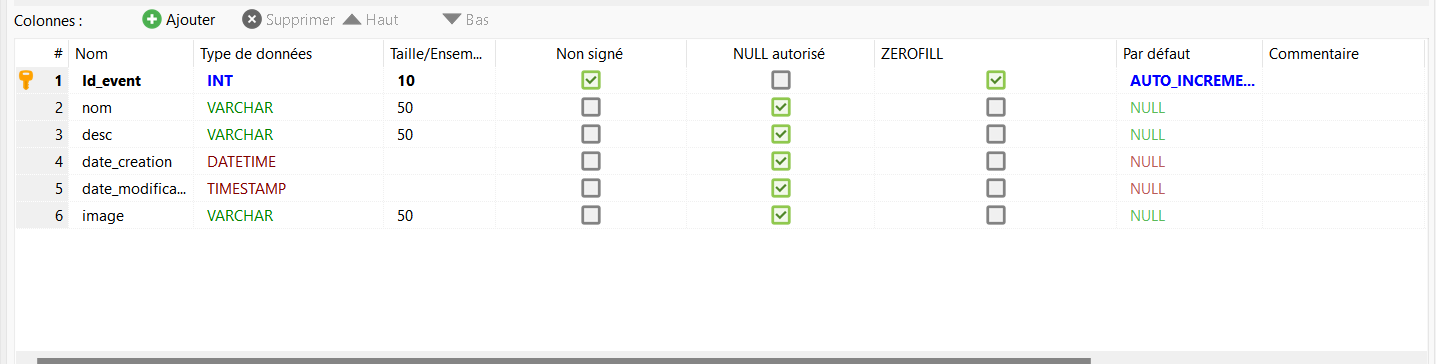 Colonnes : Ajouter Supprimer Haut Bas
# Nom Type de données Taille/Ensem... Non signé NULL autorisé ZEROFILL Par défaut Commentaire
1 Id_event INT 10 AUTO_INCREME...
2 nom VARCHAR 50 NULL
3 desc VARCHAR 50 NULL
4 date_creation DATETIME NULL
5 date_modifica... TIMESTAMP NULL
6 image VARCHAR 50 NULL